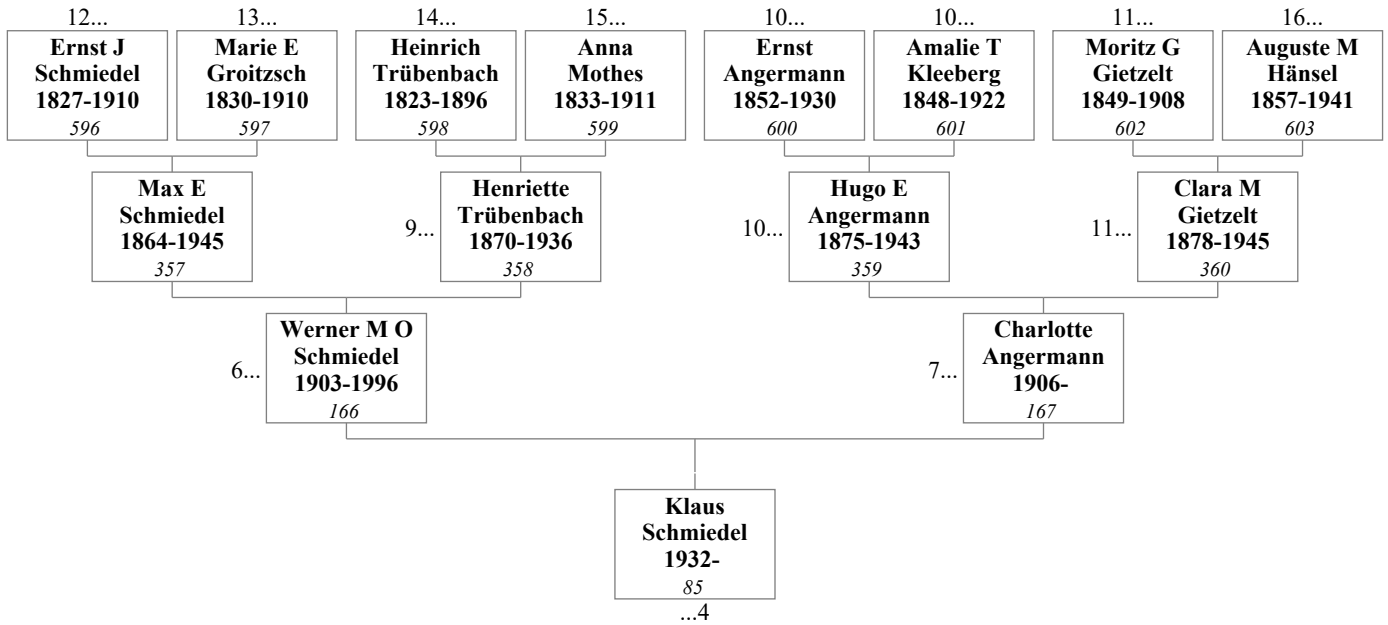 12...
13...
14...
15...
10...
10...
11...
16...
Ernst J
Schmiedel
1827-1910
596
Marie E
Groitzsch
1830-1910
597
Heinrich
Trübenbach
1823-1896
598
Anna
Mothes
1833-1911
599
Ernst
Angermann
1852-1930
600
Amalie T
Kleeberg
1848-1922
601
Moritz G
Gietzelt
1849-1908
602
Auguste M
Hänsel
1857-1941
603
Max E
Schmiedel
1864-1945
357
9...
Henriette
Trübenbach
1870-1936
358
10...
Hugo E
Angermann
1875-1943
359
11...
Clara M
Gietzelt
1878-1945
360
6...
Werner M O
Schmiedel
1903-1996
166
7...
Charlotte
Angermann
1906-
167
Klaus
Schmiedel
1932-
85
...4